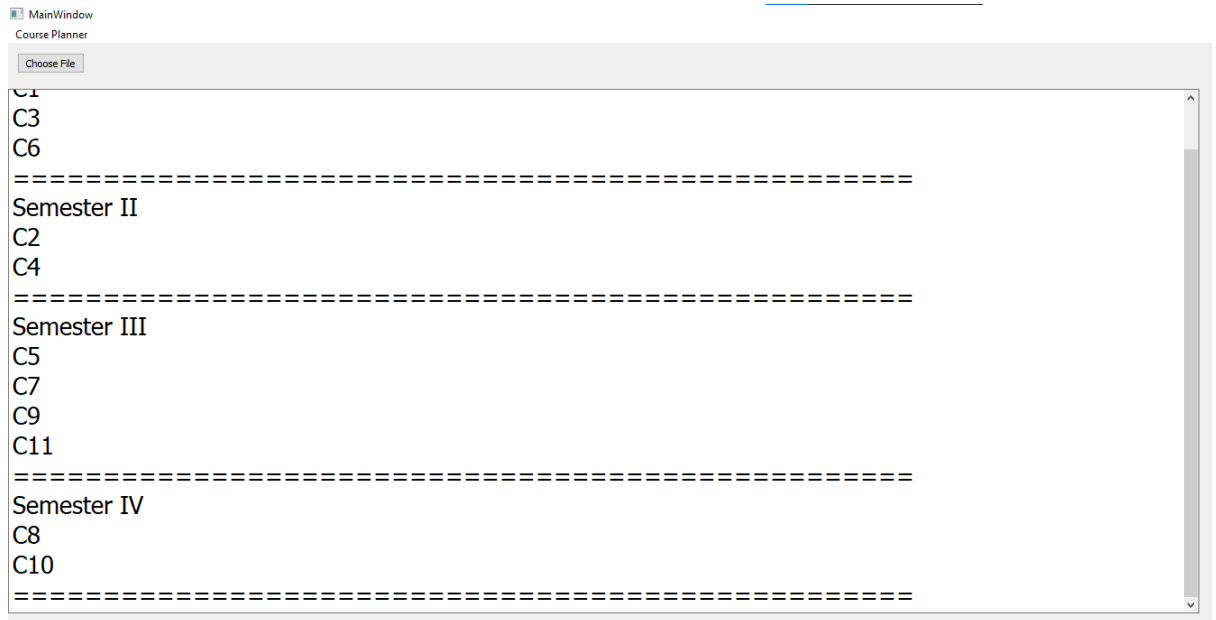 MainWindow
Course Planner
Choose File
C1
C3
C6
==================================================
Semester II
C2
C4
==================================================
Semester III
C5
C7
C9
C11
==================================================
Semester IV
C8
C10
==================================================